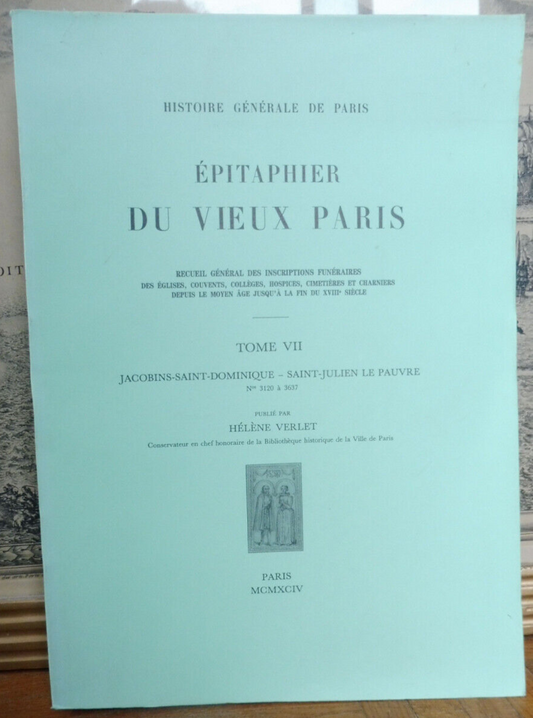 HISTOIRE GÉNÉRALE DE PARIS
ÉPITAPHIER
DU VIEUX PARIS
RECUEIL GÉNÉRAL DES INSCRIPTIONS FUNÉRAIRES
DES ÉGLISES, COUVENTS, COLLÈGES, HOSPICES, CIMETIÈRES ET CHARNIERS
DEPUIS LE MOYEN ÂGE JUSQU'À LA FIN DU XVIIIe SIÈCLE
TOME VII
JACOBINS-SAINT-DOMINIQUE – SAINT-JULIEN LE PAUVRE
Nos 3120 à 3637
PUBLIÉ PAR
HÉLÈNE VERLET
Conservateur en chef honoraire de la Bibliothèque historique de la Ville de Paris
PARIS
MCMXCIV